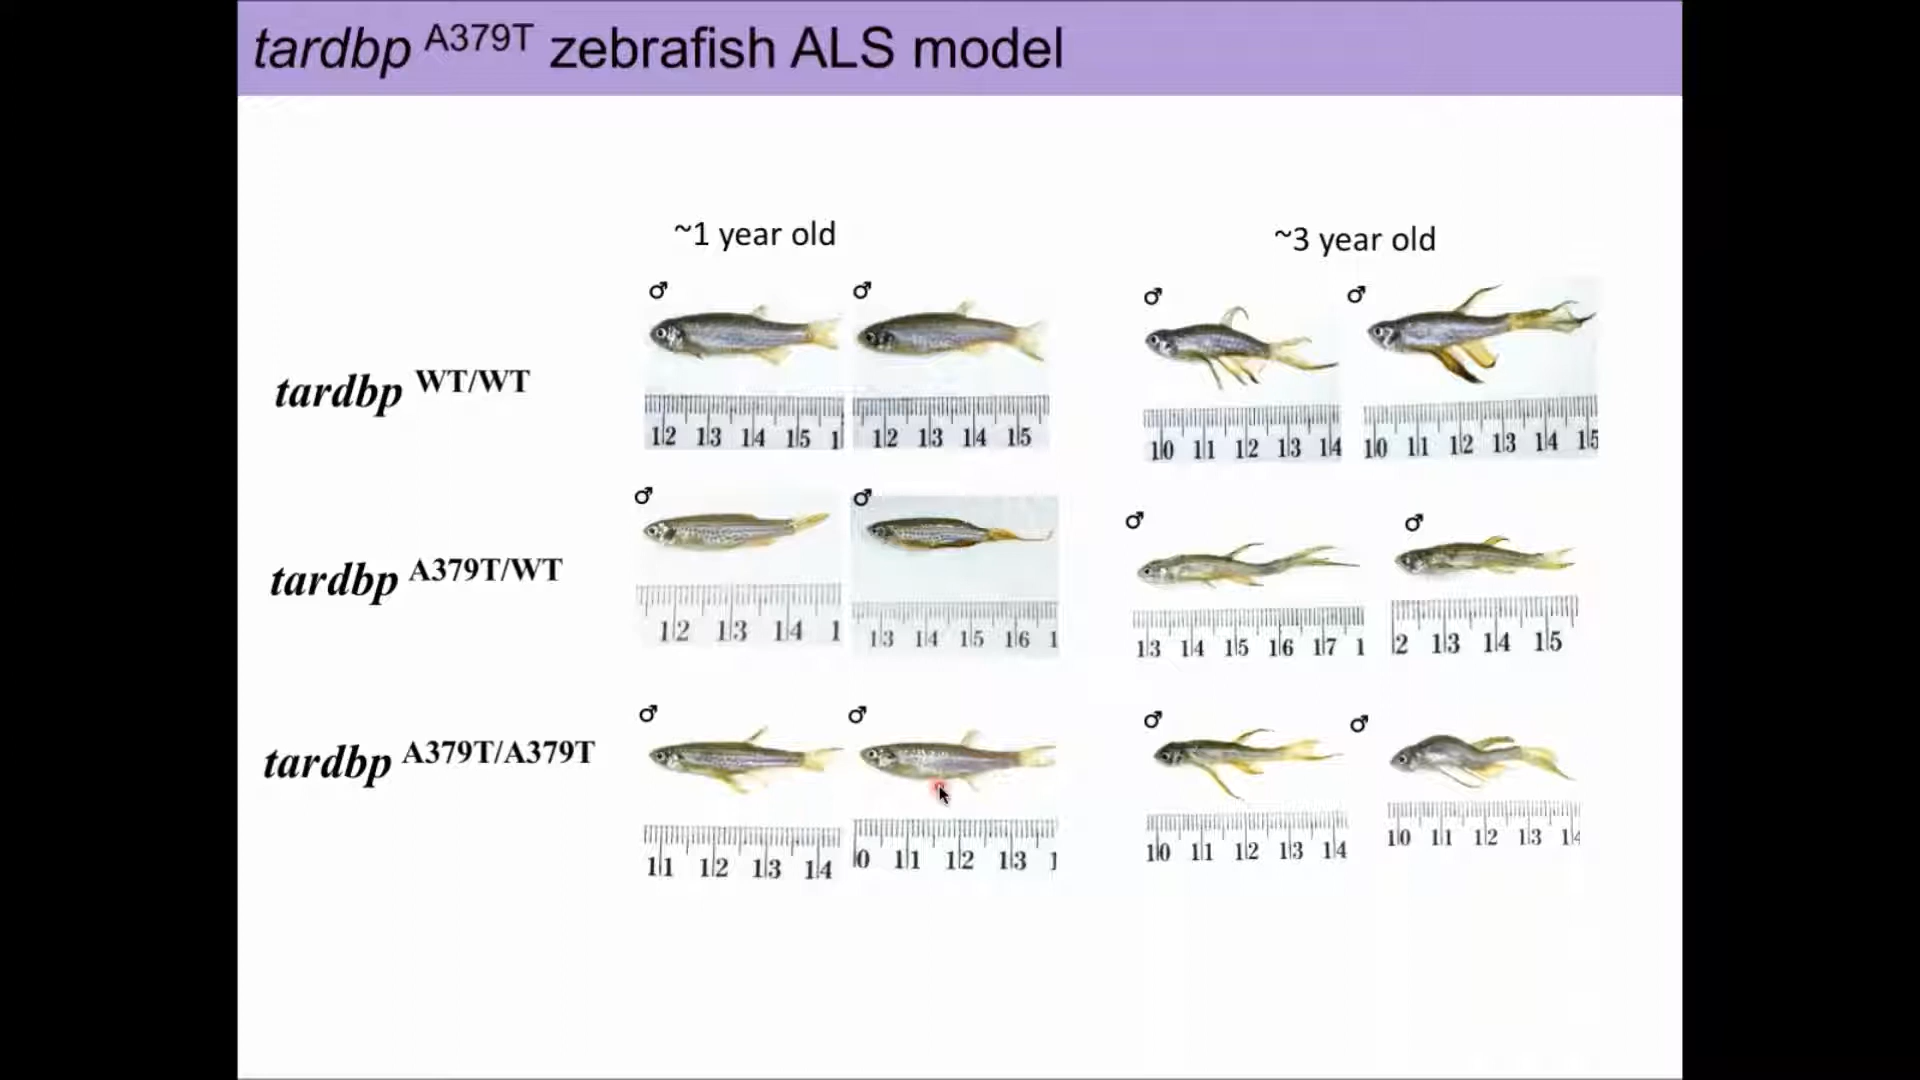 tardbp A379T zebrafish ALS model
~1 year old
~3 year old
♂ ♂ ♂ ♂
tardbp WT/WT
12 13 14 15 1
12 13 14 15
10 11 12 13 14
10 11 12 13 14 15
♂ ♂ ♂ ♂
tardbp A379T/WT
12 13 14 1
13 14 15 16 1
13 14 15 16 17 1
2 13 14 15
♂ ♂ ♂ ♂
tardbp A379T/A379T
11 12 13 14
0 11 12 13 1
10 11 12 13 14
10 11 12 13 14